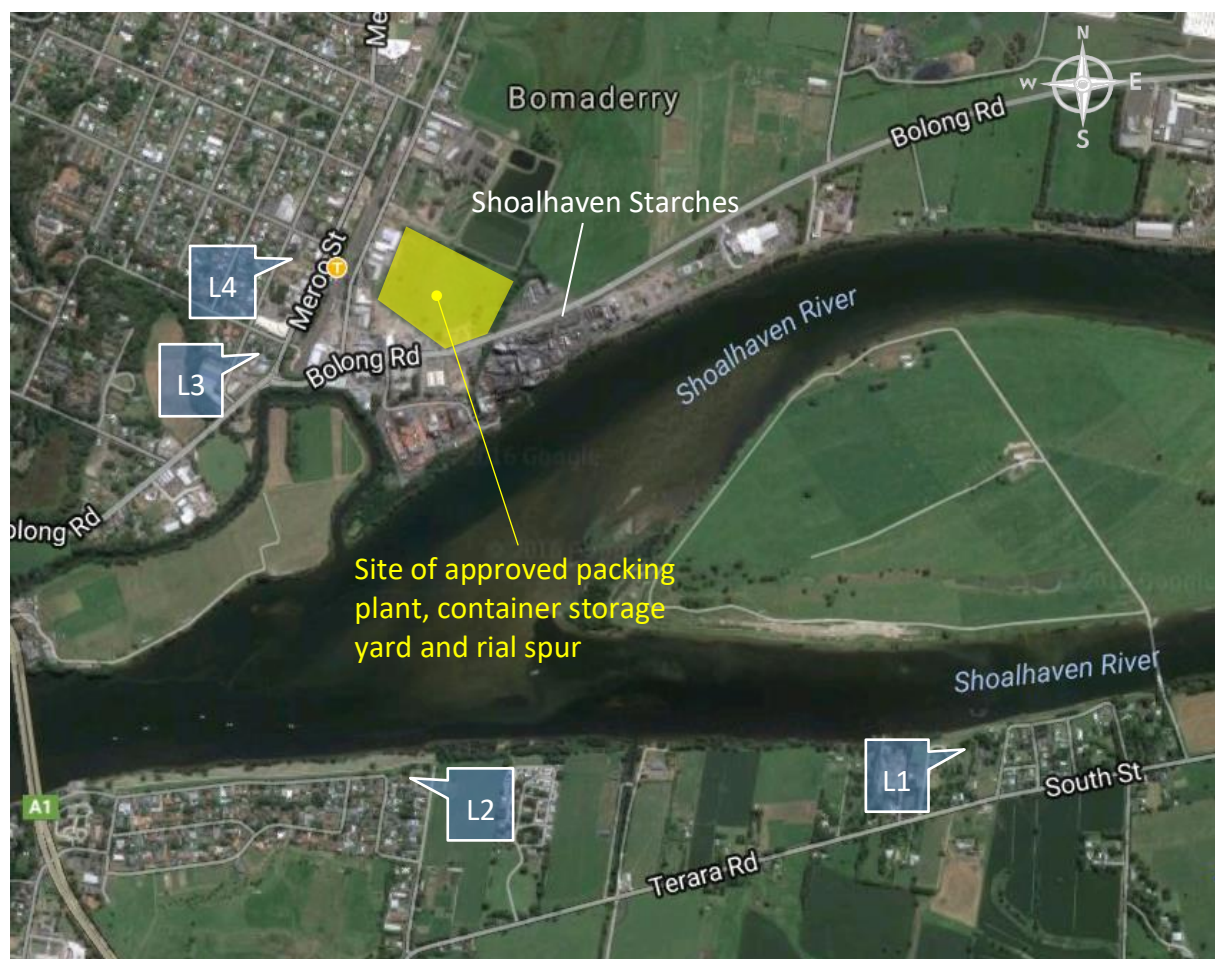 Me
N
W
E
S
Bomaderry
Bolong Rd
Shoalhaven Starches
Meroo St
T
L4
L3
Bolong Rd
Shoalhaven River
olong Rd
Site of approved packing
plant, container storage
yard and rial spur
Shoalhaven River
L1
A1
L2
South St
Terara Rd